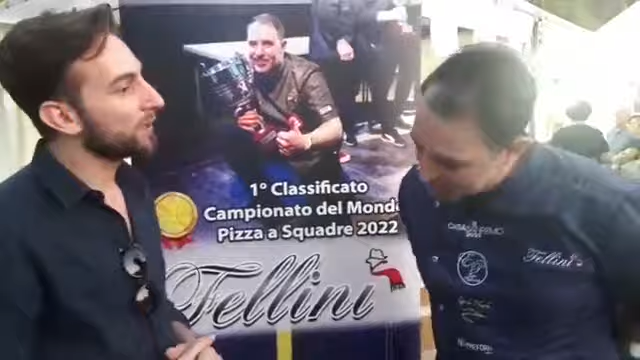 1° Classificato
Campionato del Mondo
Pizza a Squadre 2022
Fellini
Fellini